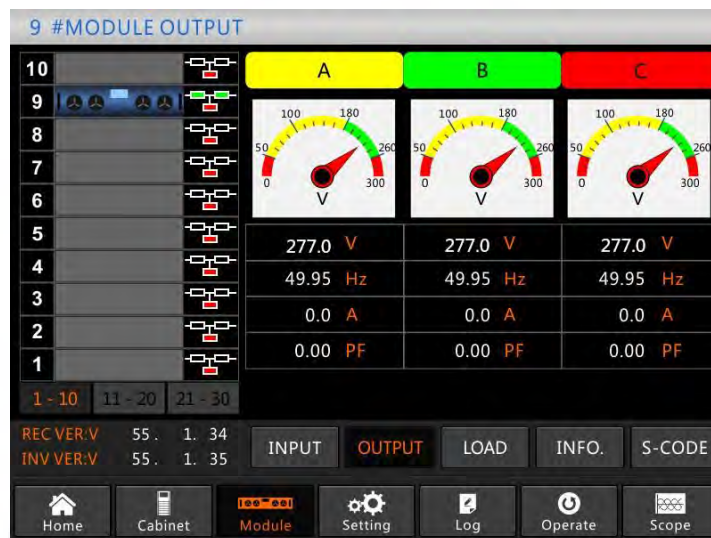 9 #MODULE OUTPUT
10
9
8
7
6
5
4
3
2
1
1 - 10 11 - 20 21 - 30
A B C
0 50 100 180 260 300 V
0 50 100 180 260 300 V
0 50 100 180 260 300 V
277.0 V 277.0 V 277.0 V
49.95 Hz 49.95 Hz 49.95 Hz
0.0 A 0.0 A 0.0 A
0.00 PF 0.00 PF 0.00 PF
REC VER:V 55. 1. 34
INV VER:V 55. 1. 35
INPUT OUTPUT LOAD INFO. S-CODE
Home Cabinet Module Setting Log Operate Scope